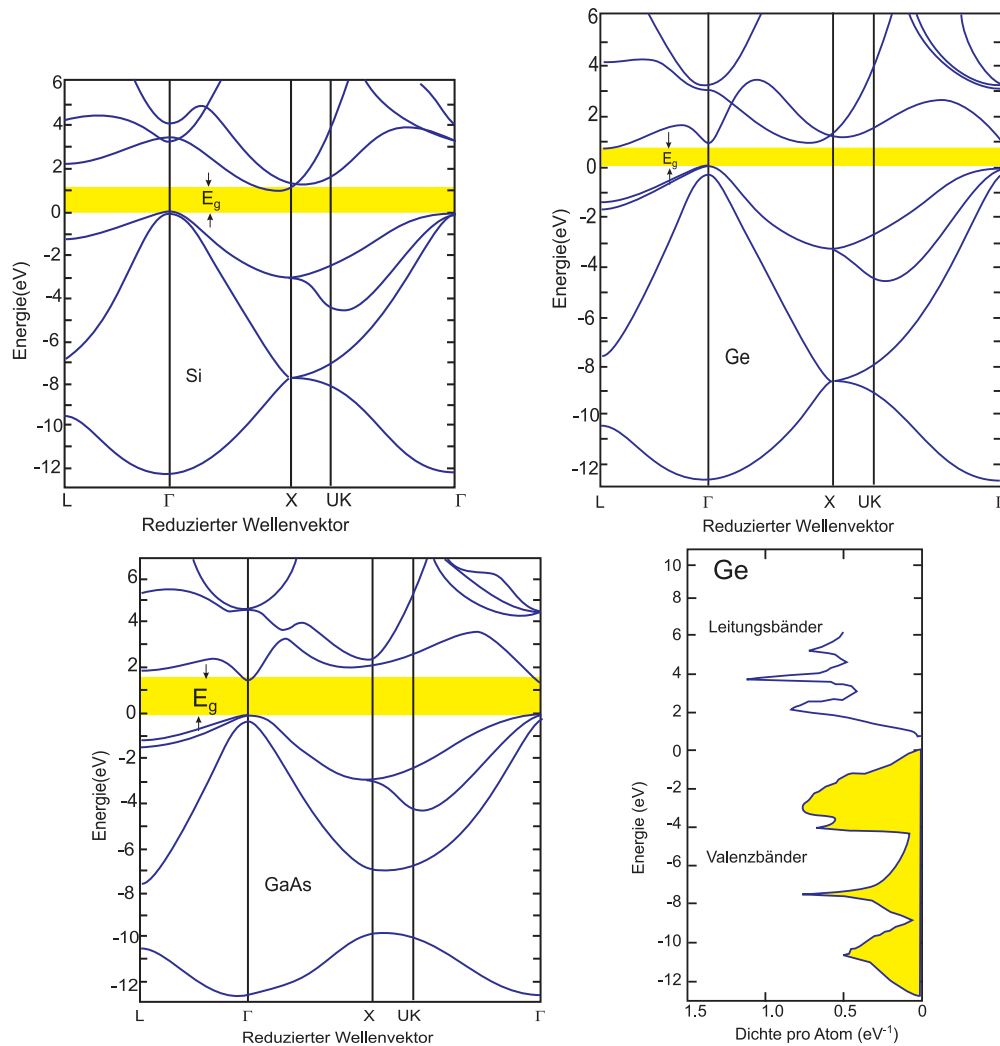 6
4
2
0
-2
-4
-6
-8
-10
-12
Energie(eV)
E_g
Si
L Γ X UK Γ
Reduzierter Wellenvektor
6
4
2
0
-2
-4
-6
-8
-10
-12
Energie(eV)
E_g
Ge
L Γ X UK Γ
Reduzierter Wellenvektor
6
4
2
0
-2
-4
-6
-8
-10
-12
Energie(eV)
E_g
GaAs
L Γ X UK Γ
Reduzierter Wellenvektor
Ge
10
8
6
4
2
0
-2
-4
-6
-8
-10
-12
Energie (eV)
Leitungsbänder
Valenzbänder
1.5 1.0 0.5 0
Dichte pro Atom (eV⁻¹)